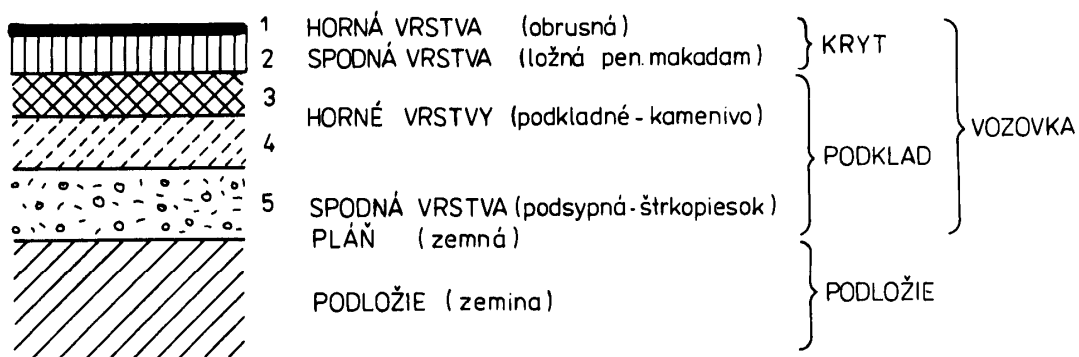 1 HORNÁ VRSTVA (obrusná)
2 SPODNÁ VRSTVA (ložná pen. makadam)
KRYT
3
HORNÉ VRSTVY (podkladné - kamenivo)
4
VOZOVKA
PODKLAD
5 SPODNÁ VRSTVA (podsypná - štrkopiesok)
PLÁŇ (zemná)
PODLOŽIE (zemina)
PODLOŽIE